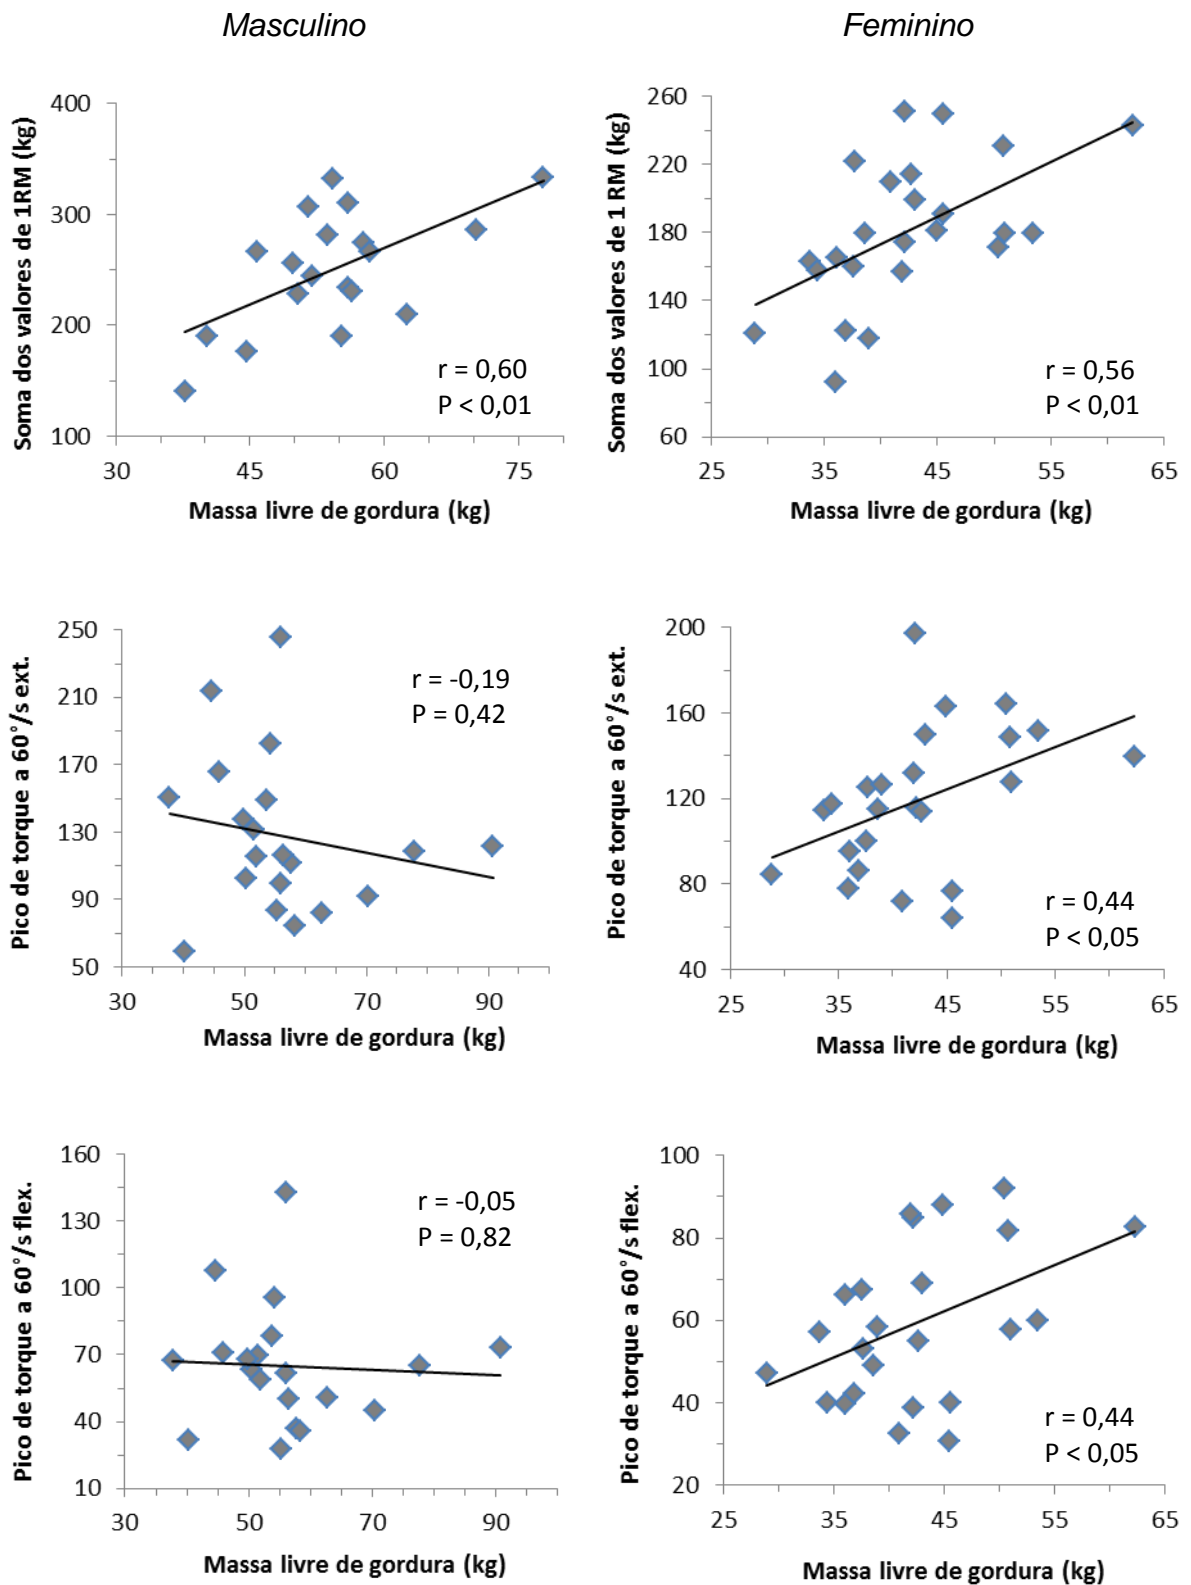 Masculino
Feminino
Soma dos valores de 1RM (kg)
400
300
200
100
30
45
60
75
r = 0,60
P < 0,01
Massa livre de gordura (kg)
Soma dos valores de 1 RM (kg)
260
220
180
140
100
60
25
35
45
55
65
r = 0,56
P < 0,01
Massa livre de gordura (kg)
Pico de torque a 60˚/s ext.
250
210
170
130
90
50
30
50
70
90
r = -0,19
P = 0,42
Massa livre de gordura (kg)
Pico de torque a 60˚/s ext.
200
160
120
80
40
25
35
45
55
65
r = 0,44
P < 0,05
Massa livre de gordura (kg)
Pico de torque a 60˚/s flex.
160
130
100
70
40
10
30
50
70
90
r = -0,05
P = 0,82
Massa livre de gordura (kg)
Pico de torque a 60˚/s flex.
100
80
60
40
20
25
35
45
55
65
r = 0,44
P < 0,05
Massa livre de gordura (kg)